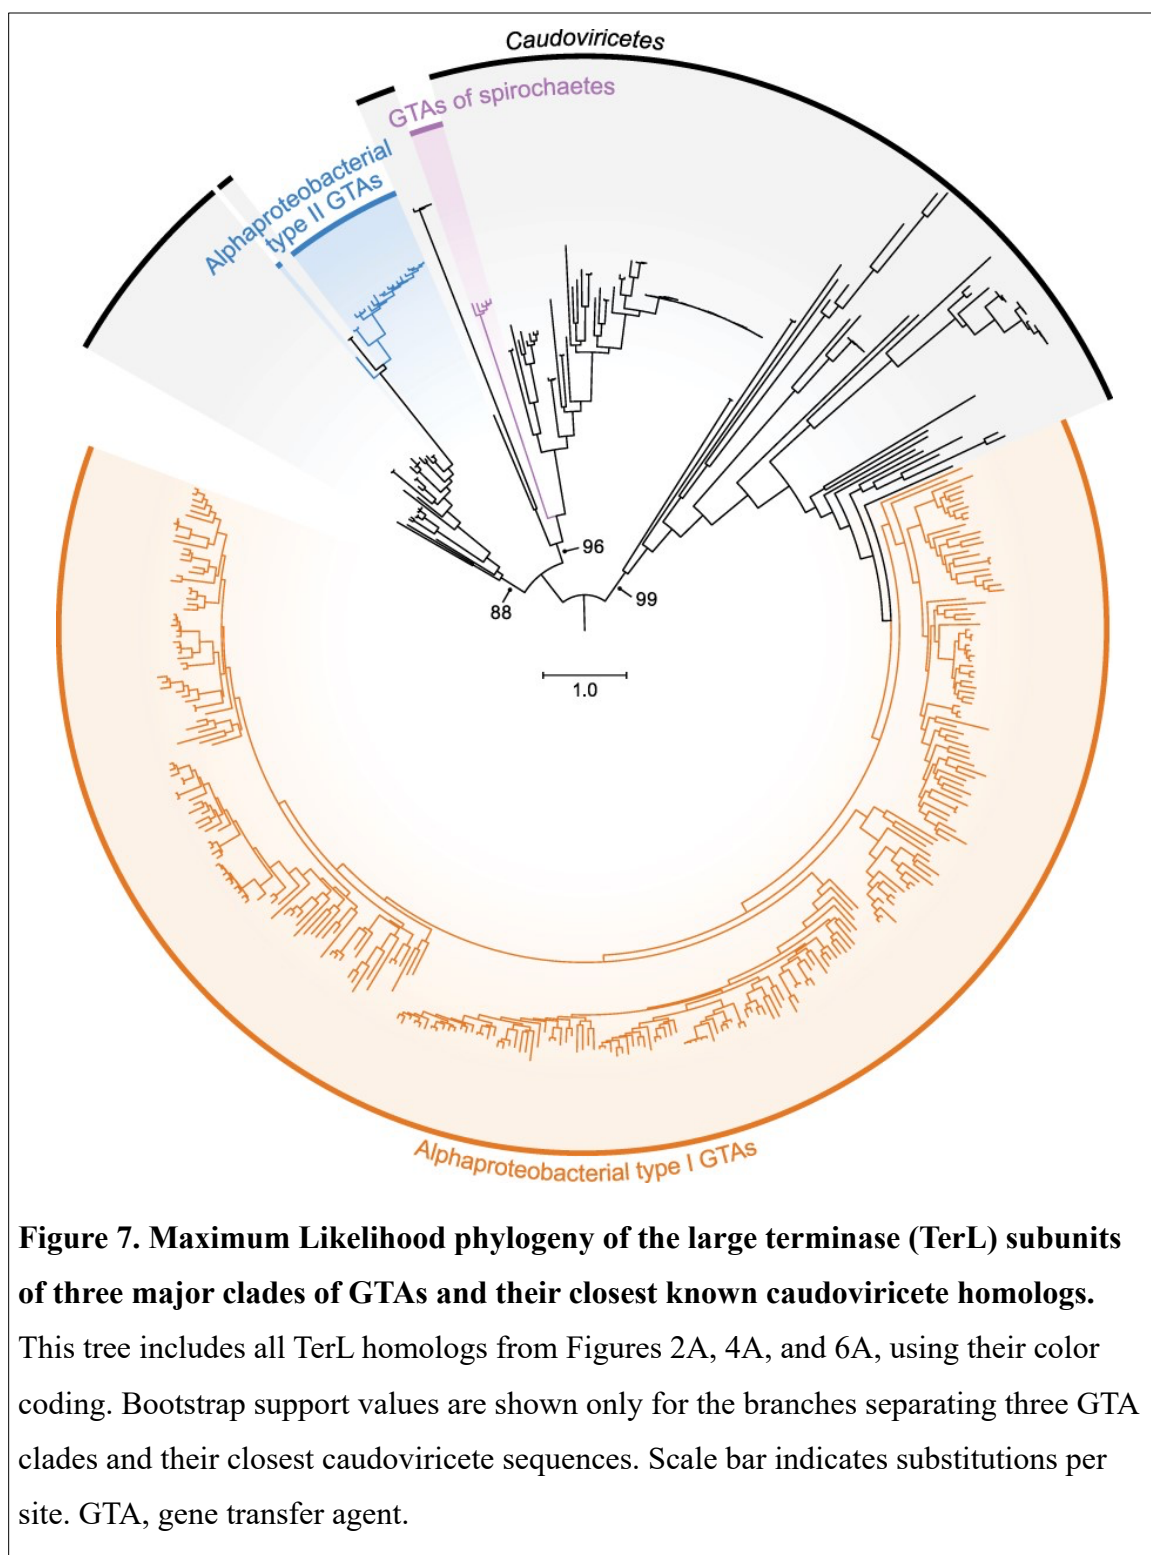 Caudoviricetes
GTAs of spirochaetes
Alphaproteobacterial
type II GTAs
96
88
99
1.0
Alphaproteobacterial type I GTAs
Figure 7. Maximum Likelihood phylogeny of the large terminase (TerL) subunits
of three major clades of GTAs and their closest known caudoviricete homologs.
This tree includes all TerL homologs from Figures 2A, 4A, and 6A, using their color
coding. Bootstrap support values are shown only for the branches separating three GTA
clades and their closest caudoviricete sequences. Scale bar indicates substitutions per
site. GTA, gene transfer agent.